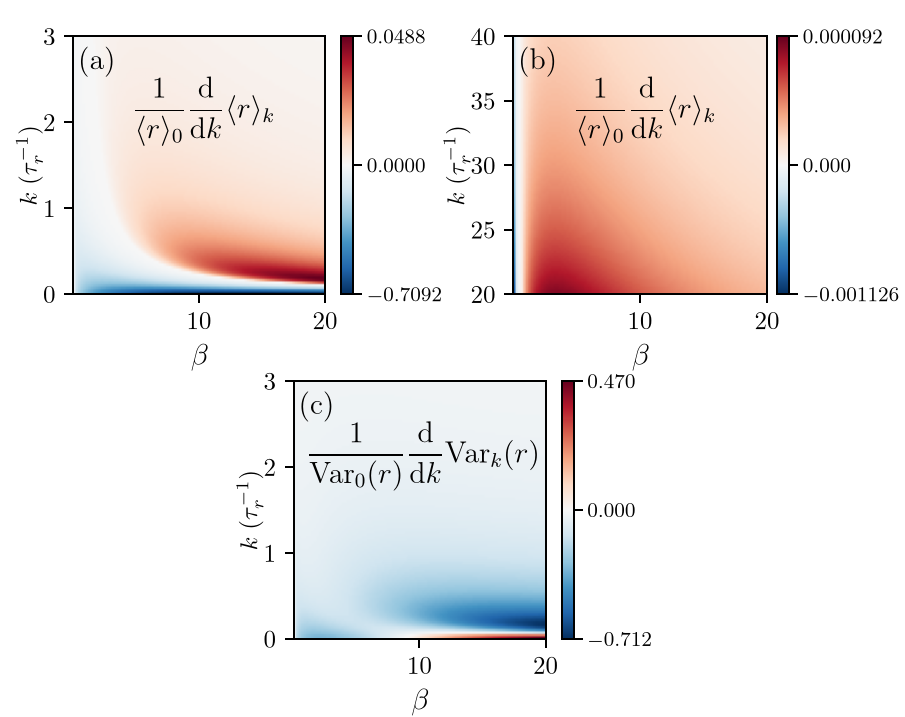 (a)
1/⟨r⟩₀ d/dk ⟨r⟩ₖ
3
2
1
0
k (τᵣ⁻¹)
10
20
β
0.0488
0.0000
−0.7092
(b)
1/⟨r⟩₀ d/dk ⟨r⟩ₖ
40
35
30
25
20
k (τᵣ⁻¹)
10
20
β
0.000092
0.000
−0.001126
(c)
1/Var₀(r) d/dk Varₖ(r)
3
2
1
0
k (τᵣ⁻¹)
10
20
β
0.470
0.000
−0.712